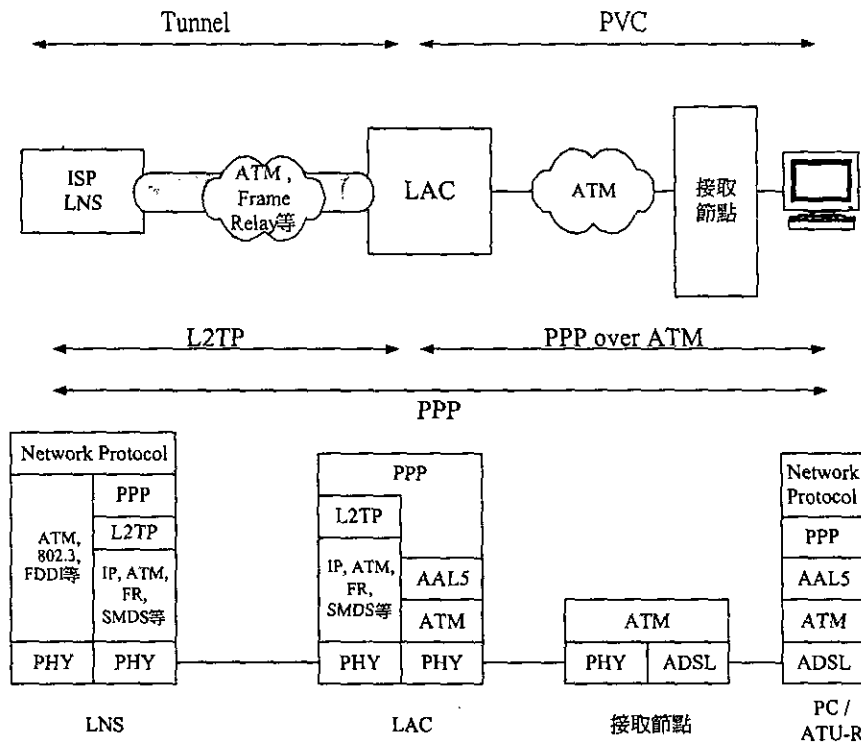 Tunnel
PVC
ISP
LNS
ATM ,
Frame
Relay等
LAC
ATM
接取
節點
L2TP
PPP over ATM
PPP
Network Protocol
ATM,
802.3,
FDDI等
PPP
L2TP
IP, ATM,
FR,
SMDS等
PHY
PHY
LNS
PPP
L2TP
IP, ATM,
FR,
SMDS等
AAL5
ATM
PHY
PHY
LAC
ATM
PHY
ADSL
接取節點
Network
Protocol
PPP
AAL5
ATM
ADSL
PC /
ATU-R